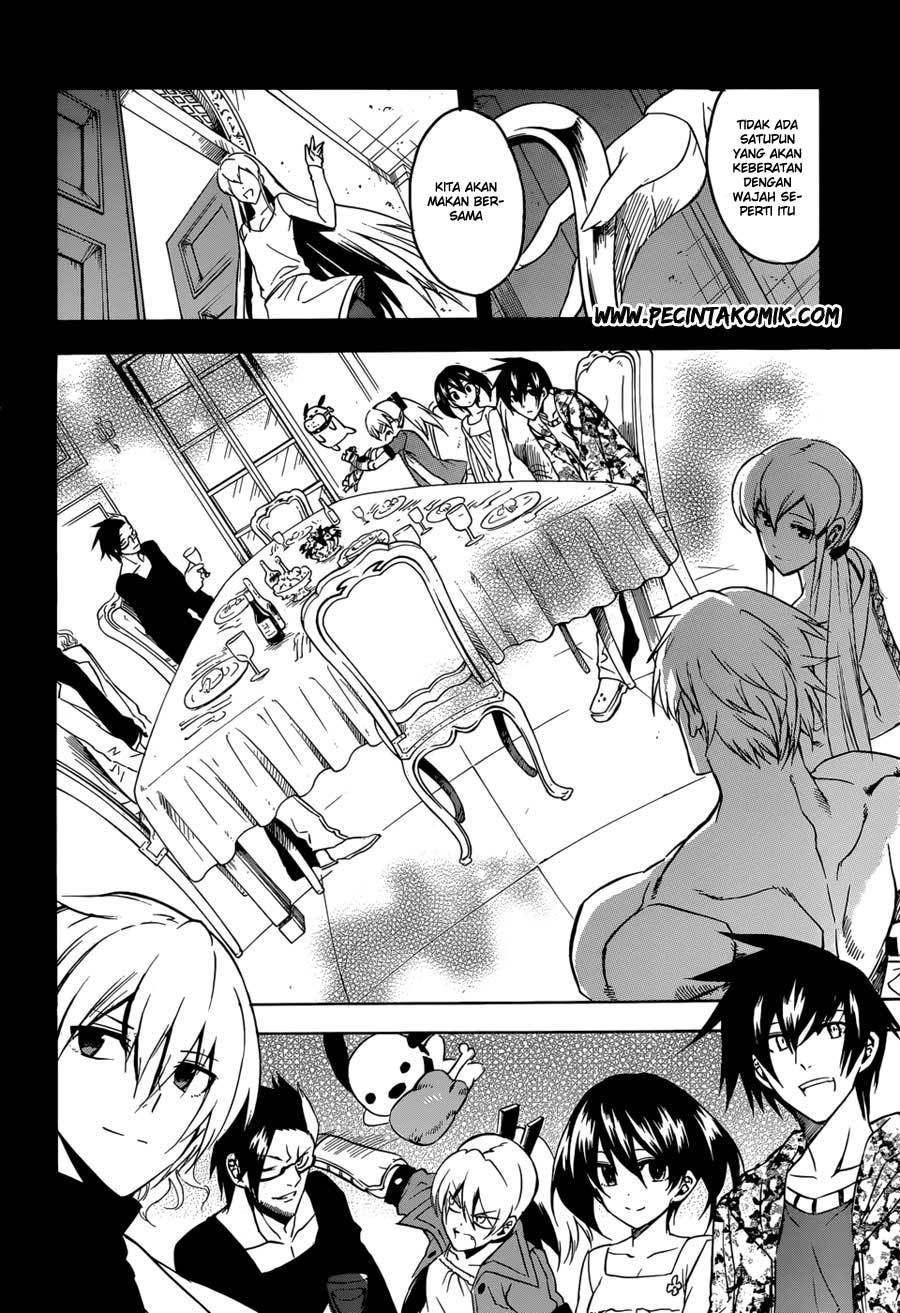 TIDAK ADA
SATUPUN
YANG AKAN
KEBERATAN
DENGAN
WAJAH SE-
PERTI ITU
KITA AKAN
MAKAN BER-
SAMA
WWW.PECINTAKOMIK.COM